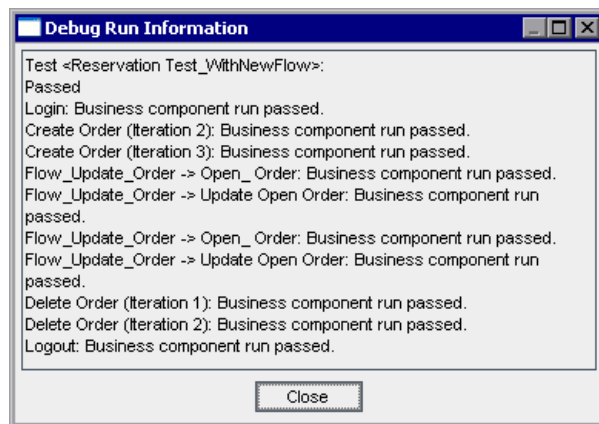 Debug Run Information
Test <Reservation Test_WithNewFlow>:
Passed
Login: Business component run passed.
Create Order (Iteration 2): Business component run passed.
Create Order (Iteration 3): Business component run passed.
Flow_Update_Order -> Open_ Order: Business component run passed.
Flow_Update_Order -> Update Open Order: Business component run
passed.
Flow_Update_Order -> Open_ Order: Business component run passed.
Flow_Update_Order -> Update Open Order: Business component run
passed.
Delete Order (Iteration 1): Business component run passed.
Delete Order (Iteration 2): Business component run passed.
Logout: Business component run passed.
Close